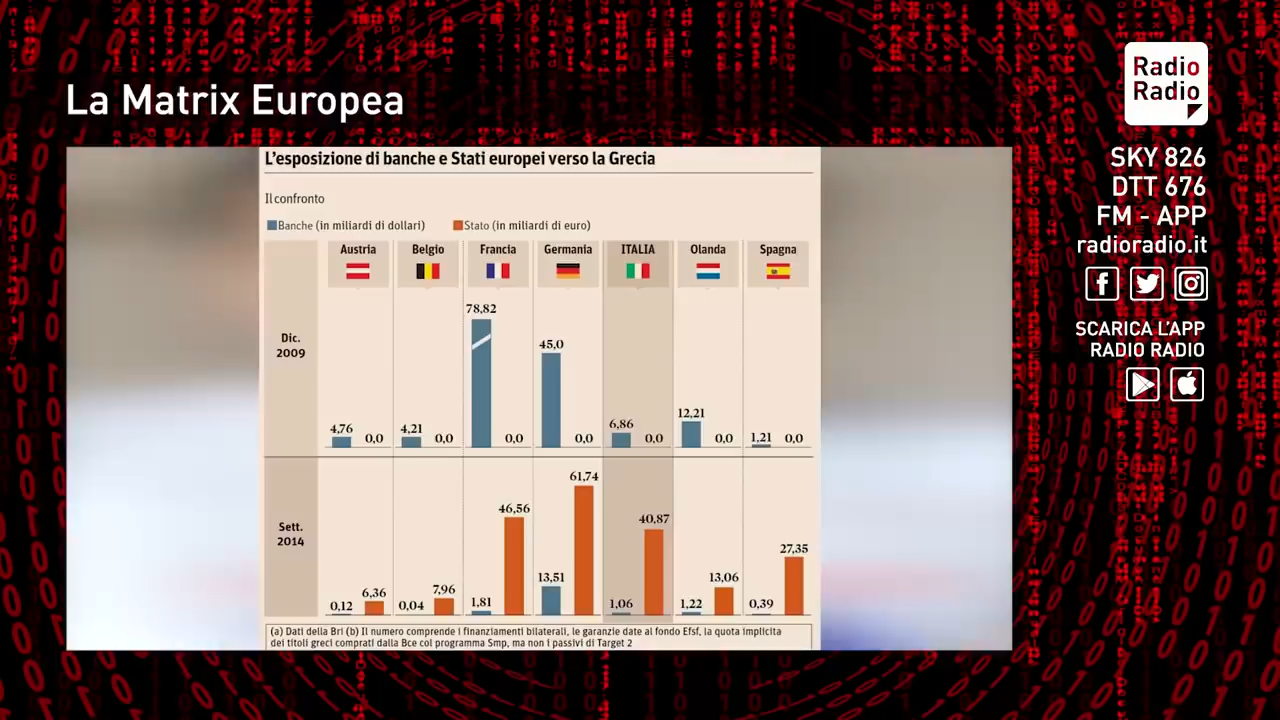 La Matrix Europea
Radio
Radio
SKY 826
DTT 676
FM - APP
radioradio.it
SCARICA L'APP
RADIO RADIO
L'esposizione di banche e Stati europei verso la Grecia
Il confronto
Banche (in miliardi di dollari) Stato (in miliardi di euro)
Austria Belgio Francia Germania ITALIA Olanda Spagna
Dic.
2009
4,76 0,0 4,21 0,0 78,82 0,0 45,0 0,0 6,86 0,0 12,21 0,0 1,21 0,0
Sett.
2014
0,12 6,36 0,04 7,96 1,81 46,56 13,51 61,74 1,06 40,87 1,22 13,06 0,39 27,35
(a) Dati della Bri (b) Il numero comprende i finanziamenti bilaterali, le garanzie date al fondo Efsf, la quota implicita
dei titoli greci comprati dalla Bce col programma Smp, ma non i passivi di Target 2